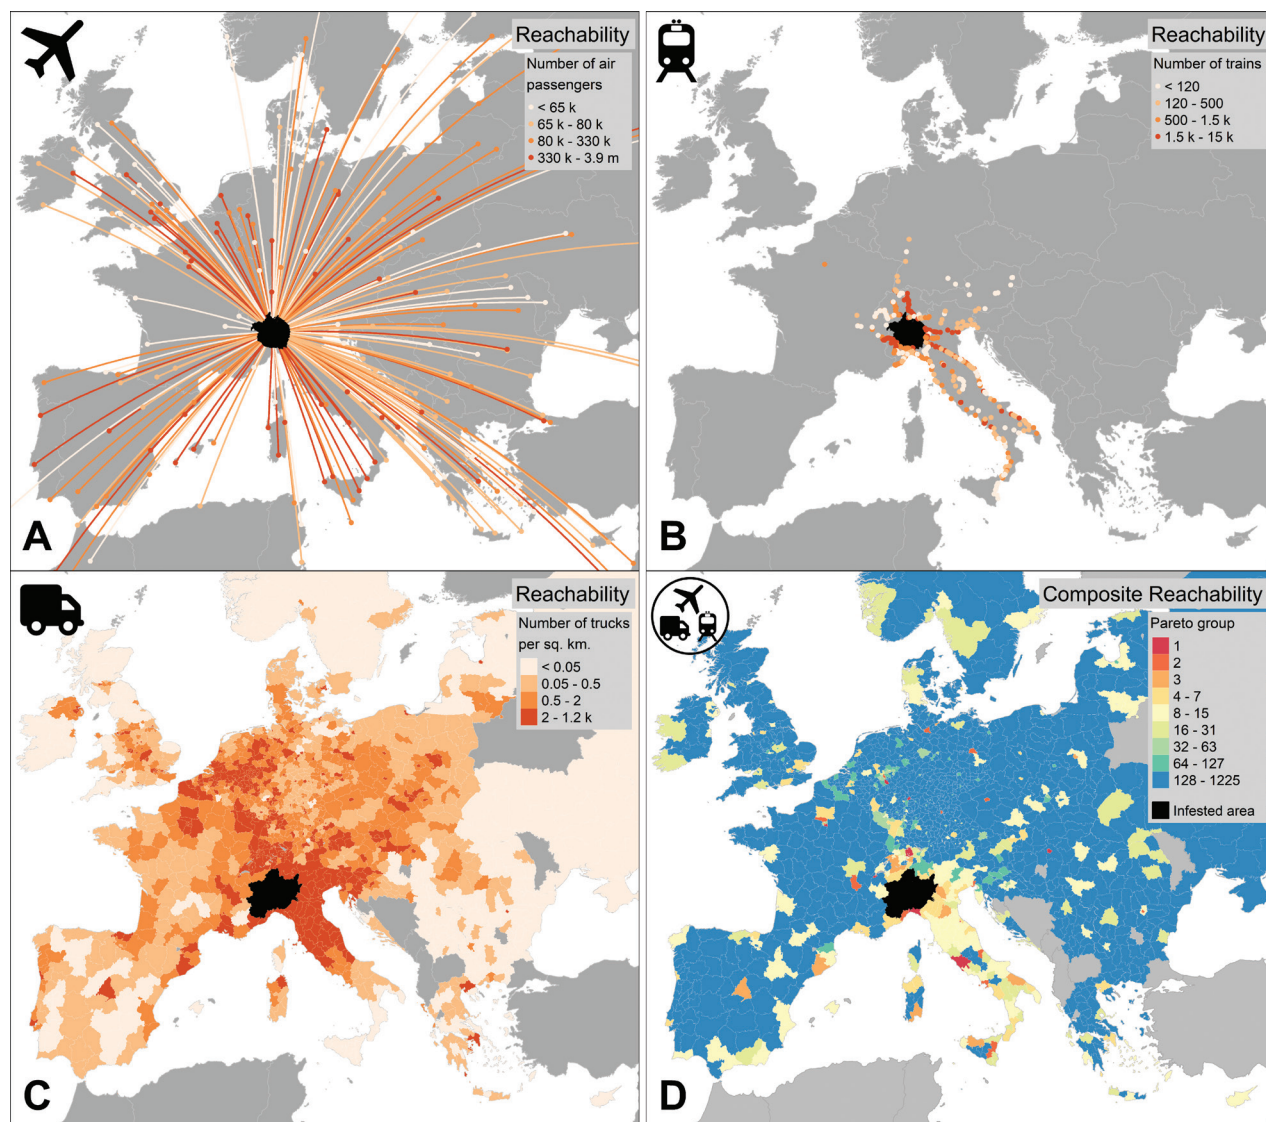 Reachability
Number of air
passengers
< 65 k
65 k - 80 k
80 k - 330 k
330 k - 3.9 m
A
Reachability
Number of trains
< 120
120 - 500
500 - 1.5 k
1.5 k - 15 k
B
Reachability
Number of trucks
per sq. km.
< 0.05
0.05 - 0.5
0.5 - 2
2 - 1.2 k
C
Composite Reachability
Pareto group
1
2
3
4 - 7
8 - 15
16 - 31
32 - 63
64 - 127
128 - 1225
Infested area
D